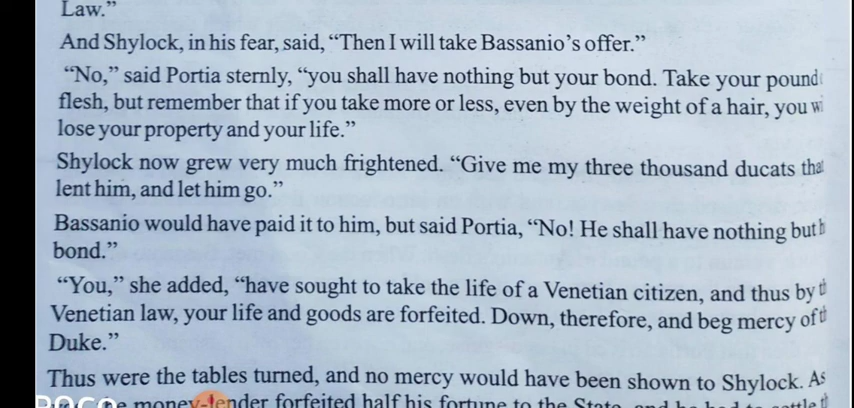 Law.”
And Shylock, in his fear, said, “Then I will take Bassanio’s offer.”
“No,” said Portia sternly, “you shall have nothing but your bond. Take your pound
flesh, but remember that if you take more or less, even by the weight of a hair, you
lose your property and your life.”
Shylock now grew very much frightened. “Give me my three thousand ducats
lent him, and let him go.”
Bassanio would have paid it to him, but said Portia, “No! He shall have nothing but
bond.”
“You,” she added, “have sought to take the life of a Venetian citizen, and thus by
Venetian law, your life and goods are forfeited. Down, therefore, and beg mercy of
Duke.”
Thus were the tables turned, and no mercy would have been shown to Shylock. As
money-lender forfeited half his fortune to the State, and he had to settle